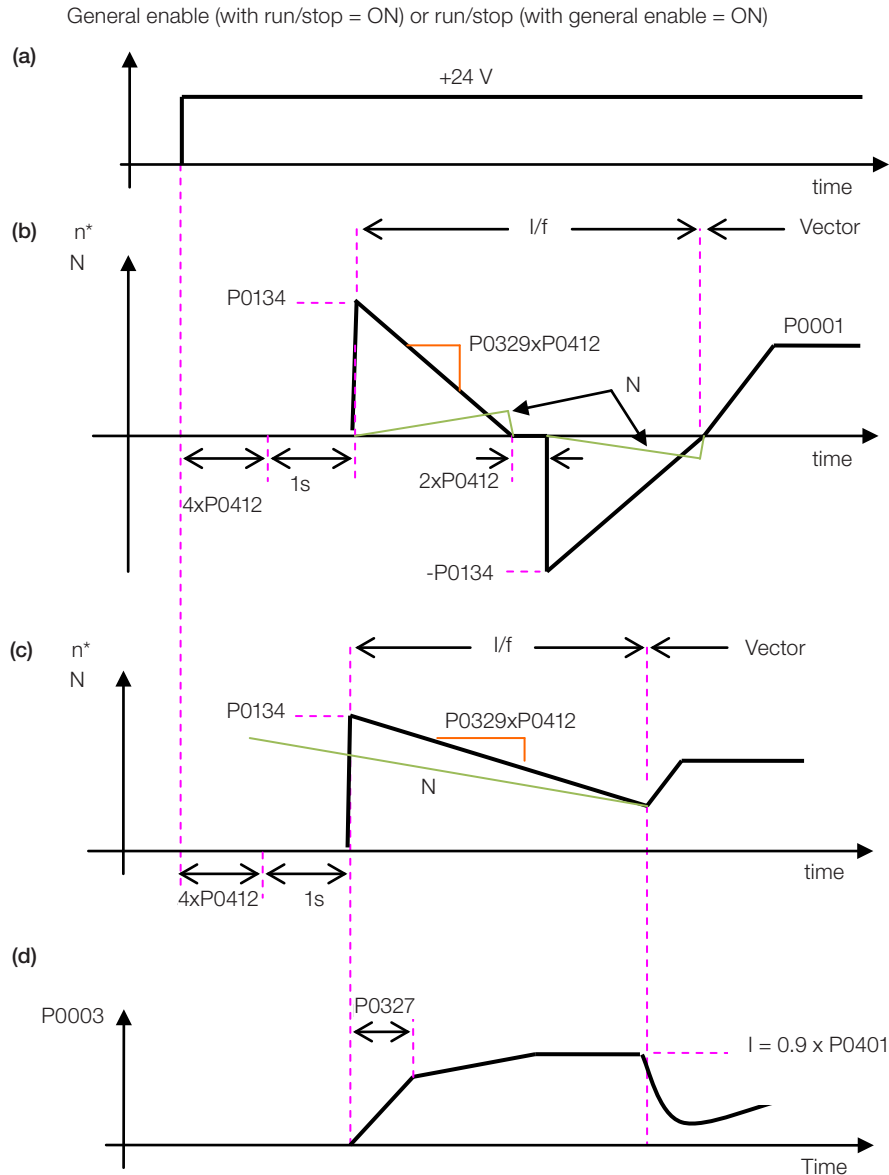 General enable (with run/stop = ON) or run/stop (with general enable = ON)
(a)
+24 V
time
(b)
n*
N
I/f
Vector
P0134
P0329xP0412
P0001
N
time
4xP0412
1s
2xP0412
-P0134
(c)
n*
N
I/f
Vector
P0134
P0329xP0412
N
time
4xP0412
1s
(d)
P0327
P0003
I = 0.9 x P0401
Time